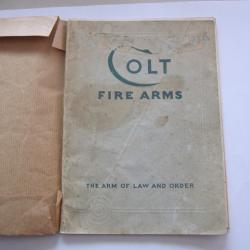 COLT
FIRE ARMS
THE ARM OF LAW AND ORDER